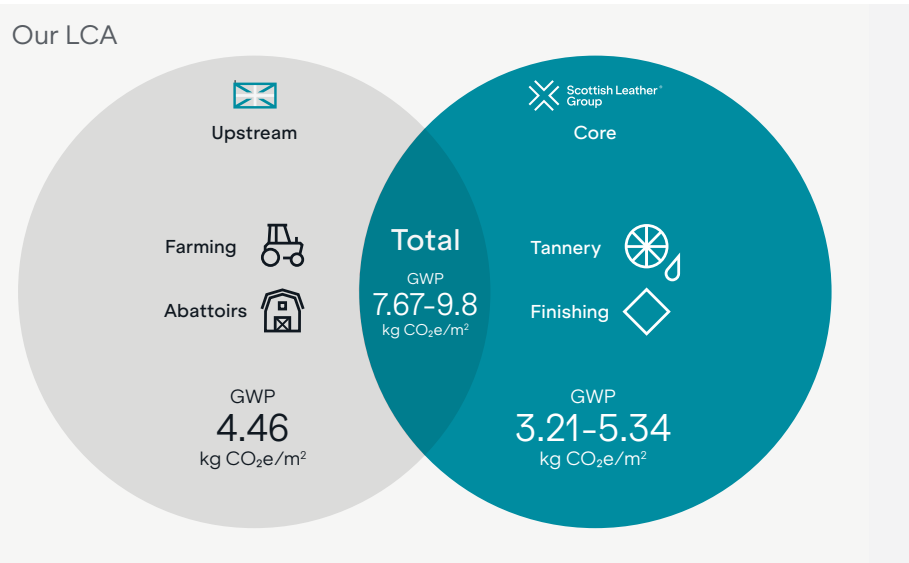 Our LCA
Upstream
Farming
Abattoirs
GWP
4.46
kg CO₂e/m²
Total
GWP
7.67-9.8
kg CO₂e/m²
Scottish Leather®
Group
Core
Tannery
Finishing
GWP
3.21-5.34
kg CO₂e/m²